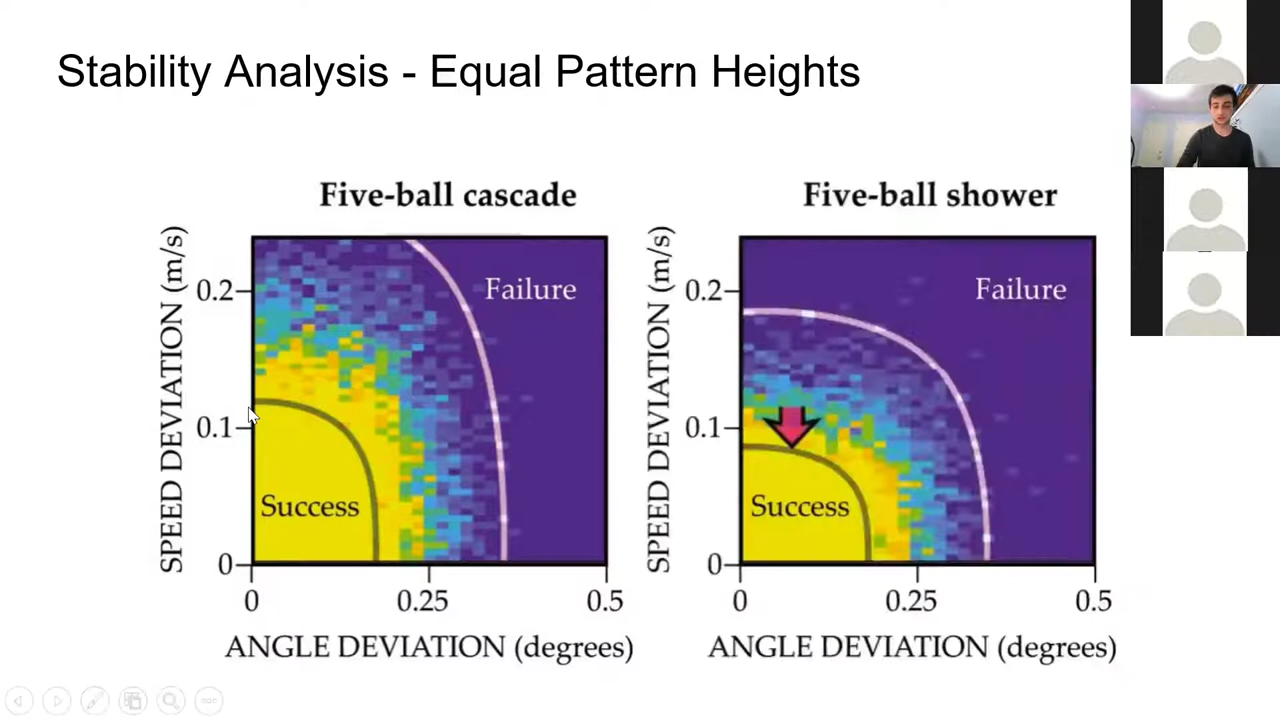 Stability Analysis - Equal Pattern Heights
Five-ball cascade
SPEED DEVIATION (m/s)
0.2
0.1
0
Failure
Success
0
0.25
0.5
ANGLE DEVIATION (degrees)
Five-ball shower
SPEED DEVIATION (m/s)
0.2
0.1
0
Failure
Success
0
0.25
0.5
ANGLE DEVIATION (degrees)